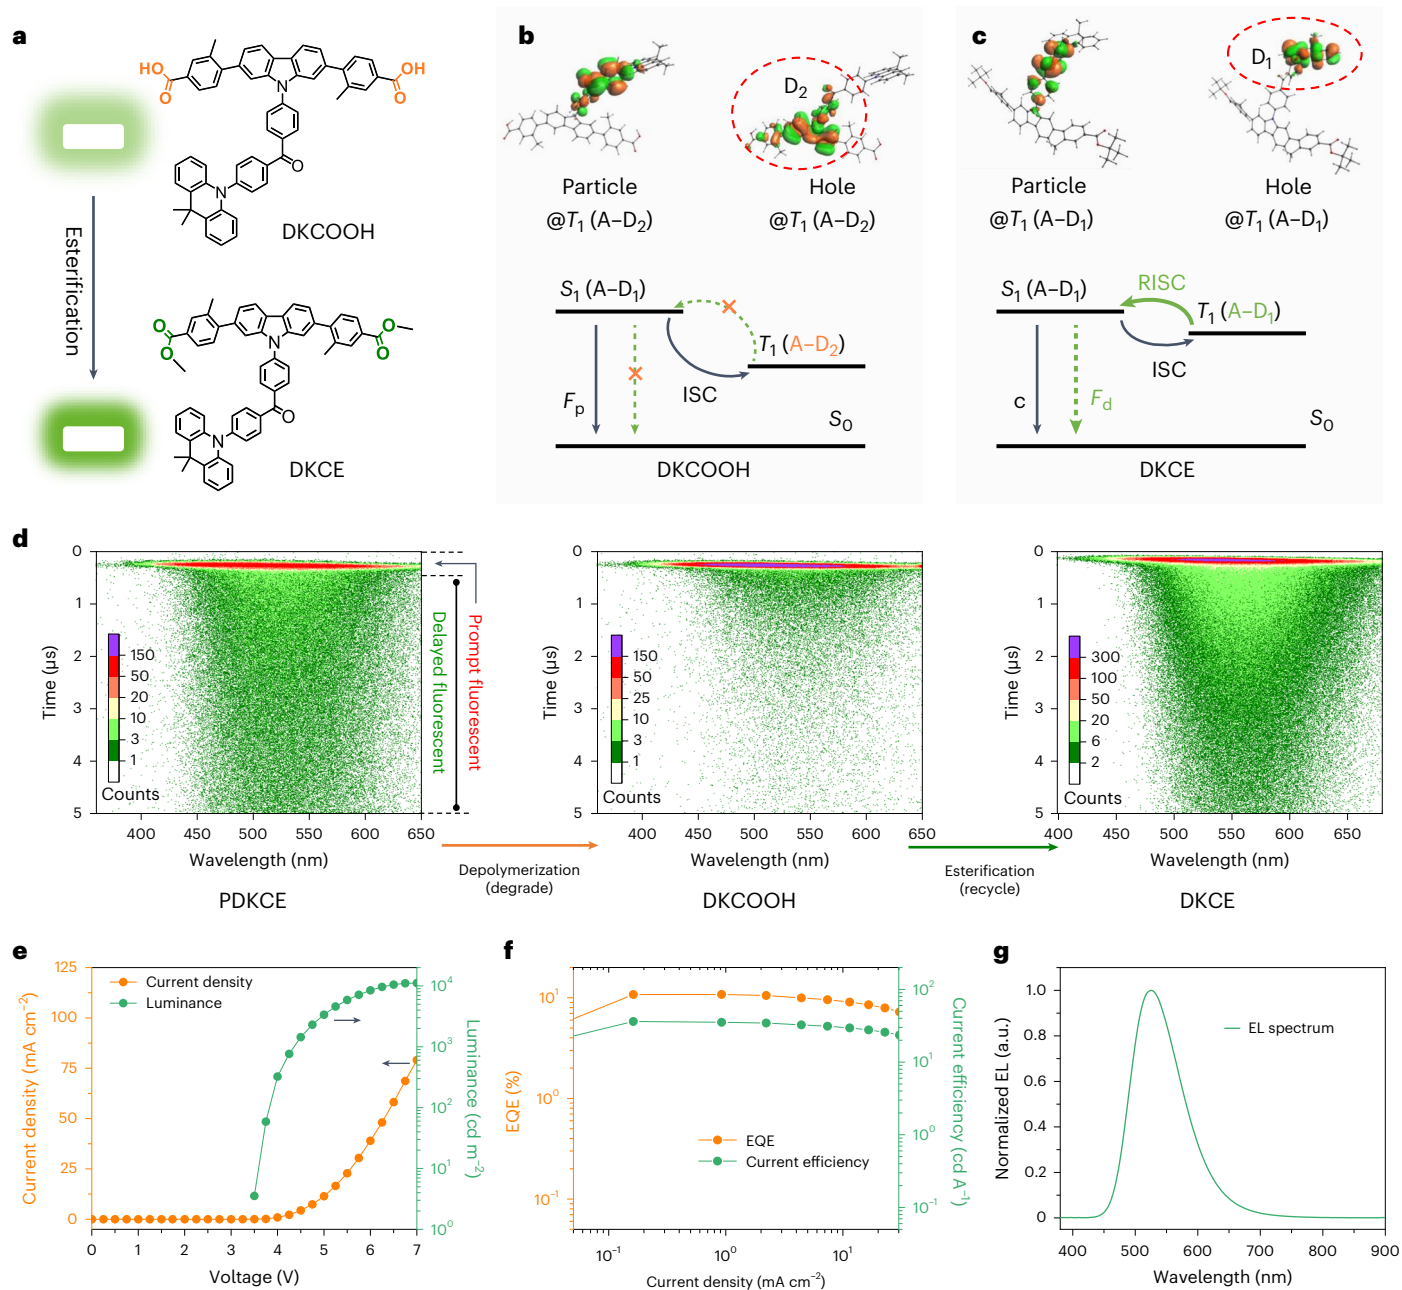 a
HO
O
OH
O
N
O
N
DKCOOH
Esterification
O
O
O
O
N
O
N
DKCE
b
D2
Particle
@T1 (A–D2)
Hole
@T1 (A–D2)
S1 (A–D1)
T1 (A–D2)
ISC
Fp
S0
DKCOOH
c
D1
Particle
@T1 (A–D1)
Hole
@T1 (A–D1)
S1 (A–D1)
RISC
T1 (A–D1)
ISC
c
Fd
S0
DKCE
d
0
1
2
3
4
5
Time (µs)
150
50
20
10
3
1
Counts
400
450
500
550
600
650
Wavelength (nm)
PDKCE
Delayed fluorescent
Prompt fluorescent
Depolymerization
(degrade)
0
1
2
3
4
5
Time (µs)
150
50
25
10
3
1
Counts
400
450
500
550
600
650
Wavelength (nm)
DKCOOH
Esterification
(recycle)
0
1
2
3
4
5
Time (µs)
300
100
50
20
6
2
Counts
400
450
500
550
600
650
Wavelength (nm)
DKCE
e
125
100
75
50
25
0
Current density (mA cm−2)
Current density
Luminance
10^4
10^3
10^2
10^1
10^0
Luminance (cd m−2)
0
1
2
3
4
5
6
7
Voltage (V)
f
10^1
10^0
10^−1
EQE (%)
EQE
Current efficiency
10^2
10^1
10^0
10^−1
Current efficiency (cd A−1)
10^−1
10^0
10^1
Current density (mA cm−2)
g
1.0
0.8
0.6
0.4
0.2
0
Normalized EL (a.u.)
EL spectrum
400
500
600
700
800
900
Wavelength (nm)